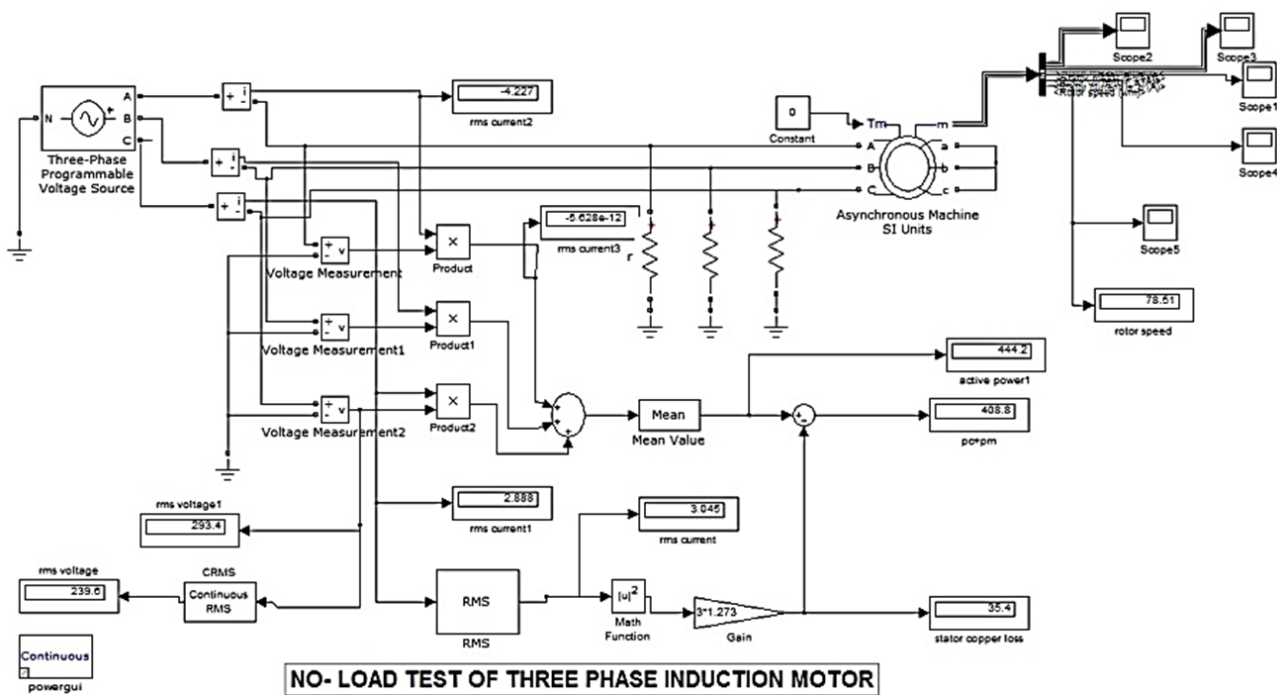 Scope2
Scope3
Scope1
Scope4
Scope5
N
A
B
C
Three-Phase
Programmable
Voltage Source
+ i
-
+ i
-
+ i
-
-4.227
rms current2
0
Constant
Tm
m
A
B
C
a
b
c
Asynchronous Machine
SI Units
<Rotor speed (wm)>
-5.628e-12
rms current3
r
+ v
-
Voltage Measurement
×
Product
+ v
-
Voltage Measurement1
×
Product1
+ v
-
Voltage Measurement2
×
Product2
78.51
rotor speed
444.2
active power1
Mean
Mean Value
408.8
po+pm
rms voltage1
293.4
2.888
rms current1
3.045
rms current
rms voltage
239.6
CRMS
Continuous
RMS
RMS
RMS
|u|²
Math
Function
3*1.273
Gain
35.4
stator copper loss
Continuous
powergui
NO- LOAD TEST OF THREE PHASE INDUCTION MOTOR